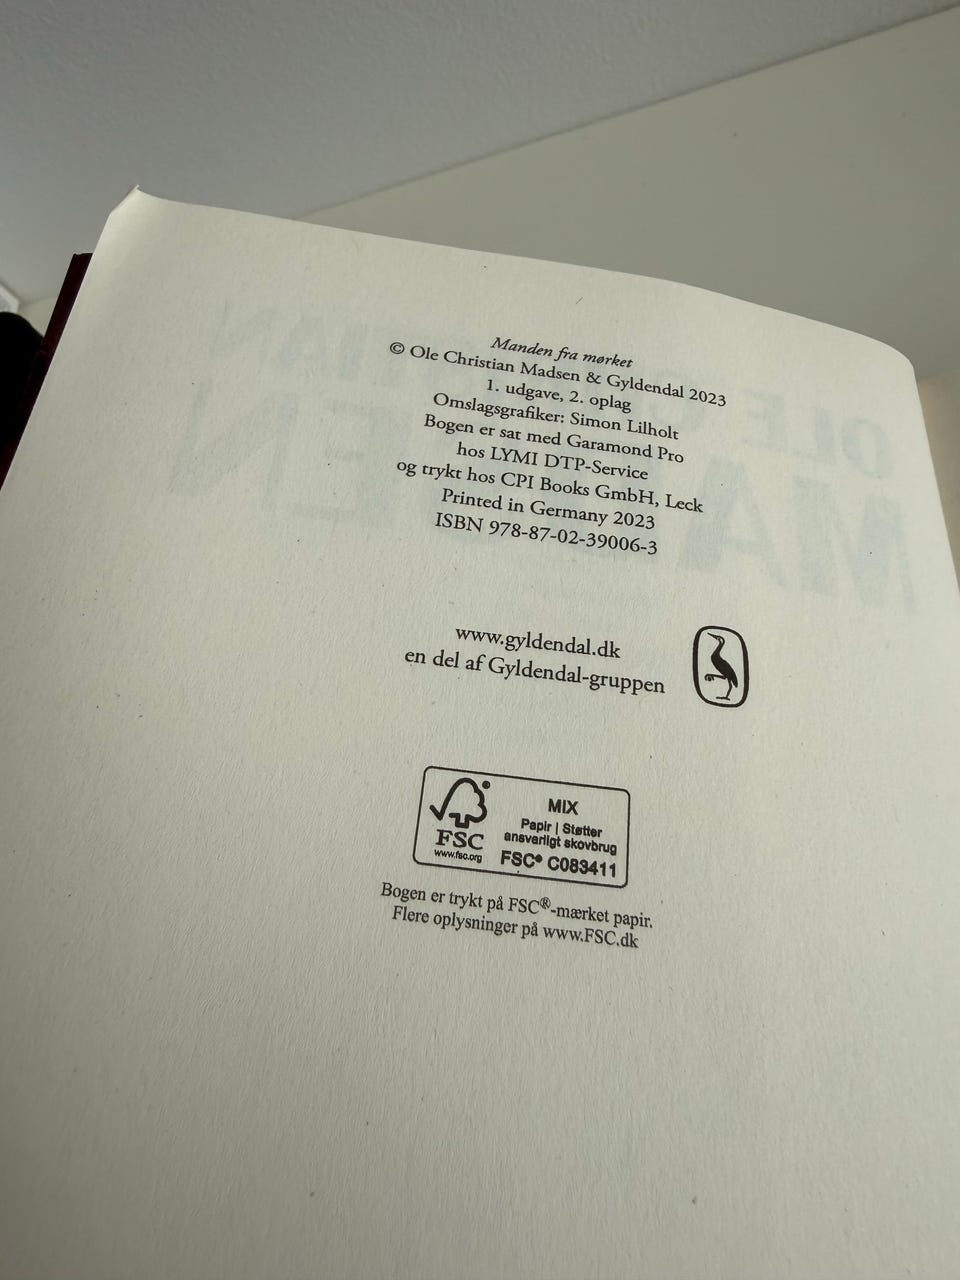 Manden fra mørket
© Ole Christian Madsen & Gyldendal 2023
1. udgave, 2. oplag
Omslagsgrafiker: Simon Lilholt
Bogen er sat med Garamond Pro
hos LYMI DTP-Service
og trykt hos CPI Books GmbH, Leck
Printed in Germany 2023
ISBN 978-87-02-39006-3
www.gyldendal.dk
en del af Gyldendal-gruppen
FSC
www.fsc.org
MIX
Papir | Støtter
ansvarligt skovbrug
FSC® C083411
Bogen er trykt på FSC®-mærket papir.
Flere oplysninger på www.FSC.dk